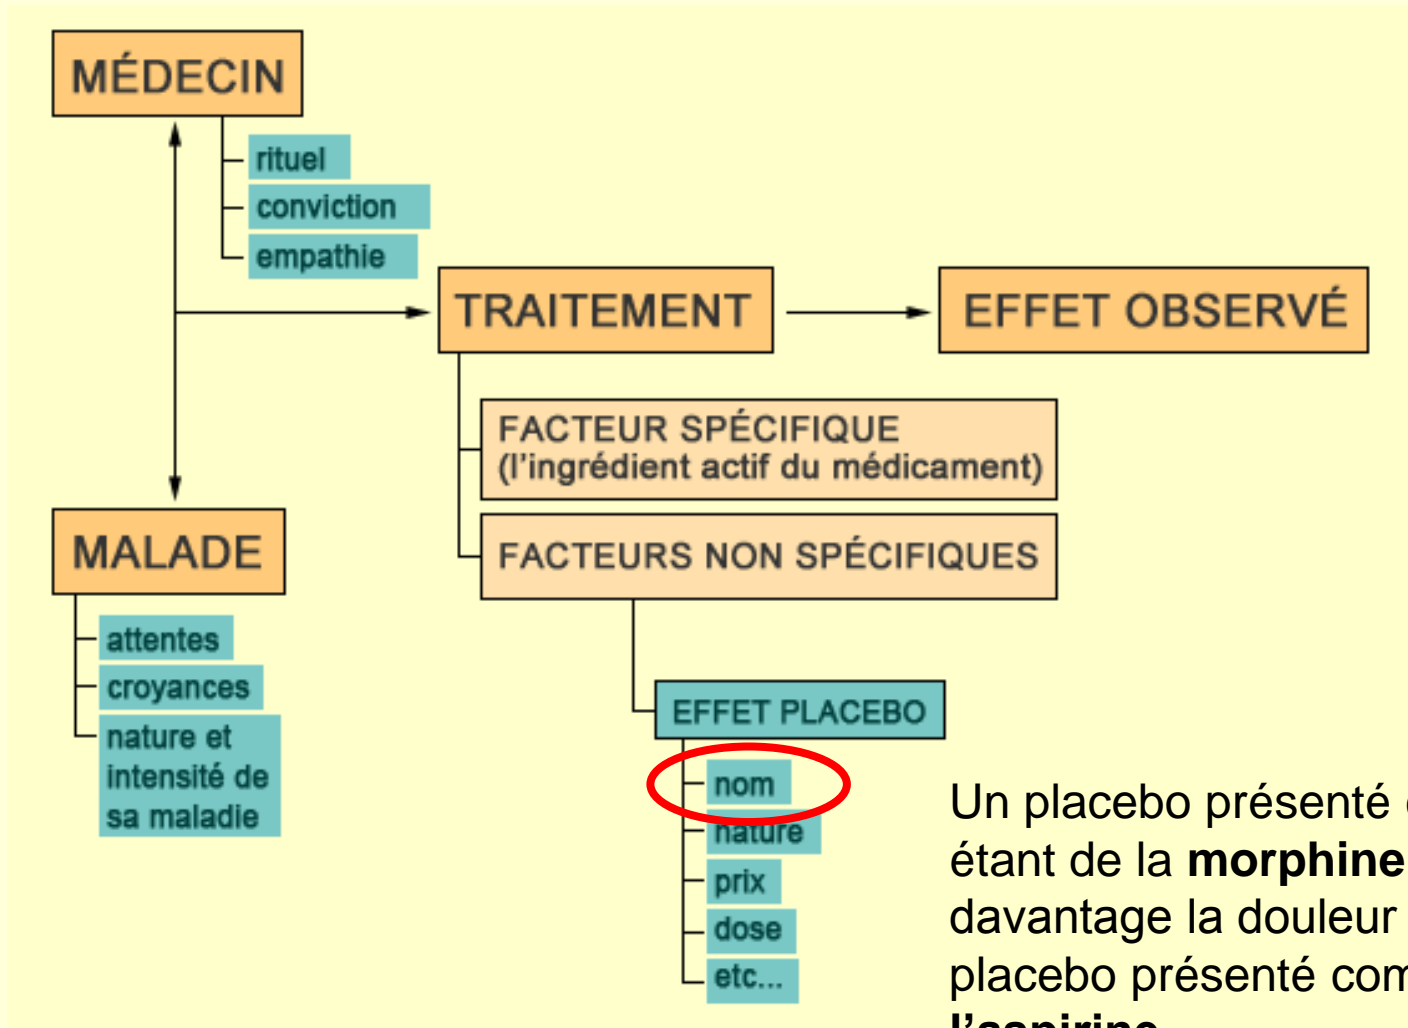 MÉDECIN
rituel
conviction
empathie
TRAITEMENT
EFFET OBSERVÉ
FACTEUR SPÉCIFIQUE
(l'ingrédient actif du médicament)
FACTEURS NON SPÉCIFIQUES
MALADE
attentes
croyances
nature et
intensité de
sa maladie
EFFET PLACEBO
nom
nature
prix
dose
etc...
Un placebo présenté
étant de la morphine
davantage la douleur
placebo présenté
l'aspirine